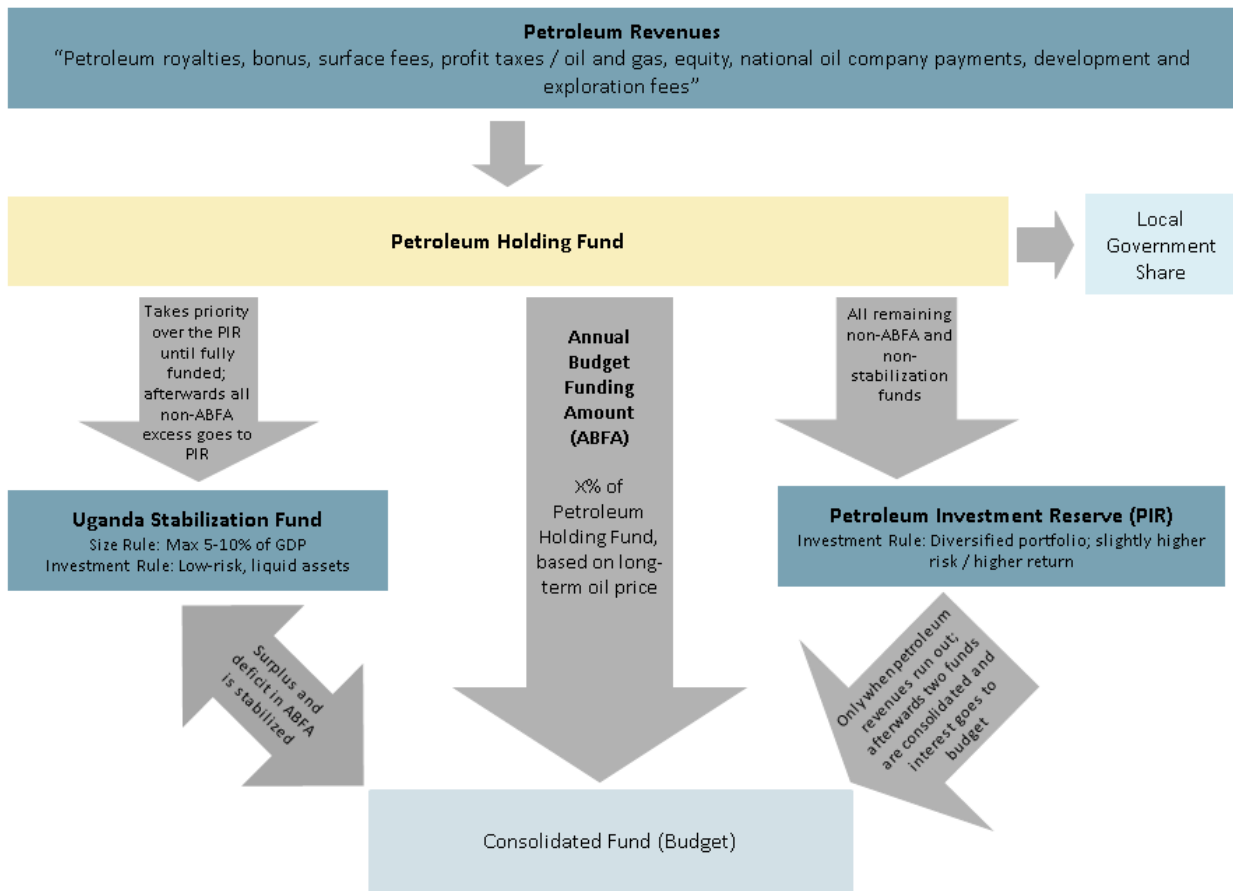 Petroleum Revenues
“Petroleum royalties, bonus, surface fees, profit taxes / oil and gas, equity, national oil company payments, development and
exploration fees”
Petroleum Holding Fund
Local
Government
Share
Takes priority
over the PIR
until fully
funded;
afterwards all
non-ABFA
excess goes to
PIR
Annual
Budget
Funding
Amount
(ABFA)
X% of
Petroleum
Holding Fund,
based on long-
term oil price
All remaining
non-ABFA and
non-
stabilization
funds
Uganda Stabilization Fund
Size Rule: Max 5-10% of GDP
Investment Rule: Low-risk, liquid assets
Petroleum Investment Reserve (PIR)
Investment Rule: Diversified portfolio; slightly higher
risk / higher return
Surplus and
deficit in ABFA
is stabilized
Only when petroleum
revenues run out;
afterwards two funds
are consolidated and
interest goes to
budget
Consolidated Fund (Budget)